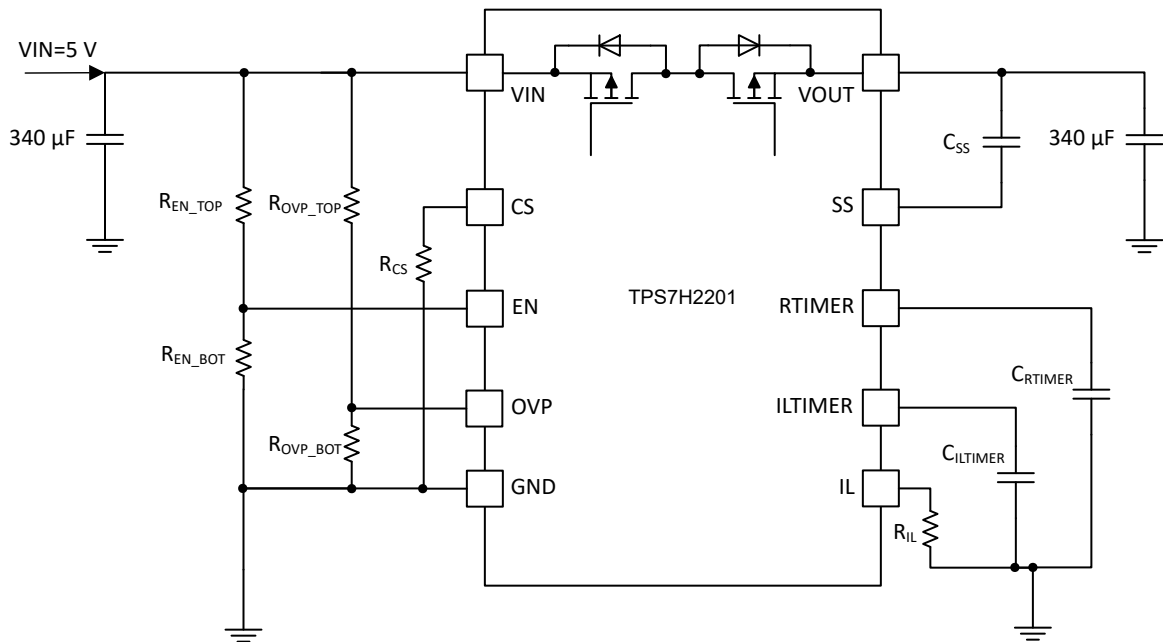 VIN=5 V
VIN
VOUT
340 µF
C_SS
340 µF
R_EN_TOP
R_OVP_TOP
CS
SS
R_CS
TPS7H2201
EN
RTIMER
R_EN_BOT
C_RTIMER
OVP
ILTIMER
R_OVP_BOT
C_ILTIMER
GND
IL
R_IL